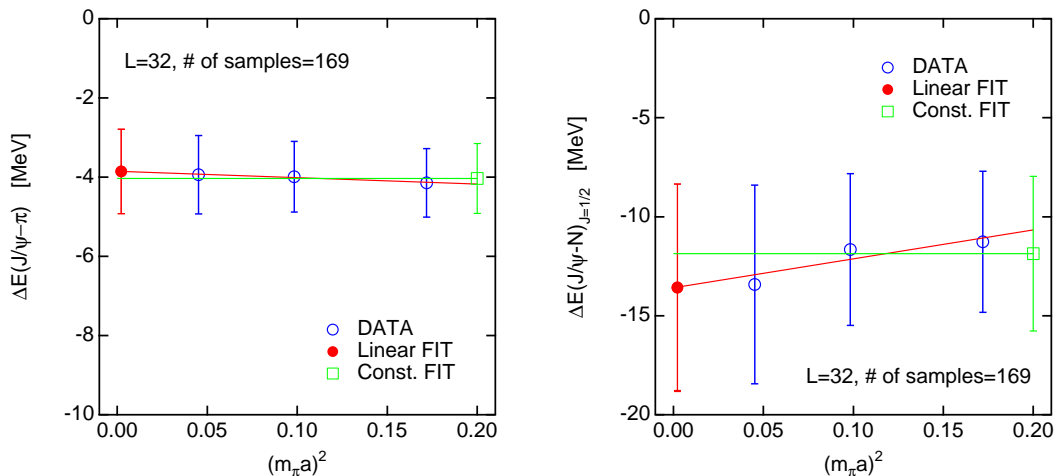 0
-2
-4
-6
-8
-10
ΔE(J/ψ−π) [MeV]
L=32, # of samples=169
DATA
Linear FIT
Const. FIT
0.00 0.05 0.10 0.15 0.20
(mπa)²
0
-5
-10
-15
-20
ΔE(J/ψ-N)J=1/2 [MeV]
DATA
Linear FIT
Const. FIT
L=32, # of samples=169
0.00 0.05 0.10 0.15 0.20
(mπa)²